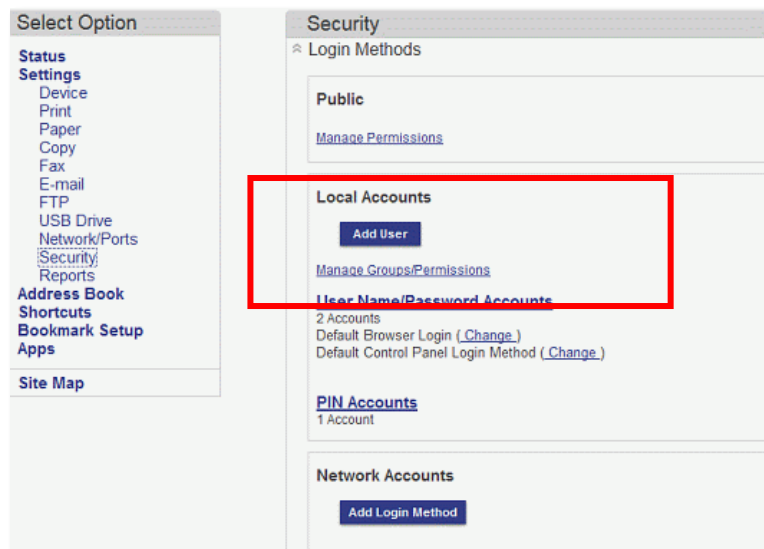 Select Option
Status
Settings
Device
Print
Paper
Copy
Fax
E-mail
FTP
USB Drive
Network/Ports
Security
Reports
Address Book
Shortcuts
Bookmark Setup
Apps
Site Map
Security
Login Methods
Public
Manage Permissions
Local Accounts
Add User
Manage Groups/Permissions
User Name/Password Accounts
2 Accounts
Default Browser Login ( Change )
Default Control Panel Login Method ( Change )
PIN Accounts
1 Account
Network Accounts
Add Login Method